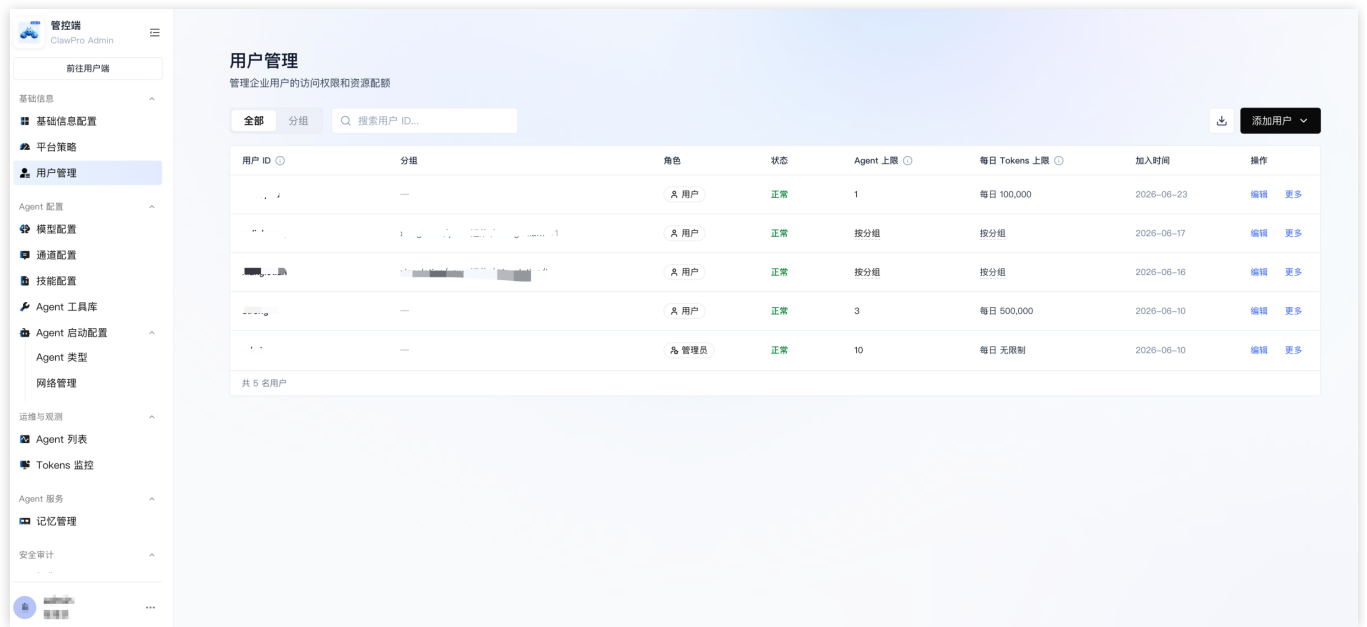 管控端
ClawPro Admin
前往用户端
基础信息
基础信息配置
平台策略
用户管理
Agent 配置
模型配置
通道配置
技能配置
Agent 工具库
Agent 启动配置
Agent 类型
网络管理
运维与观测
Agent 列表
Tokens 监控
Agent 服务
记忆管理
安全审计
用户管理
管理企业用户的访问权限和资源配额
全部 分组 搜索用户 ID... 添加用户
用户 ID 分组 角色 状态 Agent 上限 每日 Tokens 上限 加入时间 操作
— 用户 正常 1 每日 100,000 2026-06-23 编辑 更多
用户 正常 按分组 按分组 2026-06-17 编辑 更多
用户 正常 按分组 按分组 2026-06-16 编辑 更多
— 用户 正常 3 每日 500,000 2026-06-10 编辑 更多
— 管理员 10 正常 每日 无限制 2026-06-10 编辑 更多
共 5 名用户